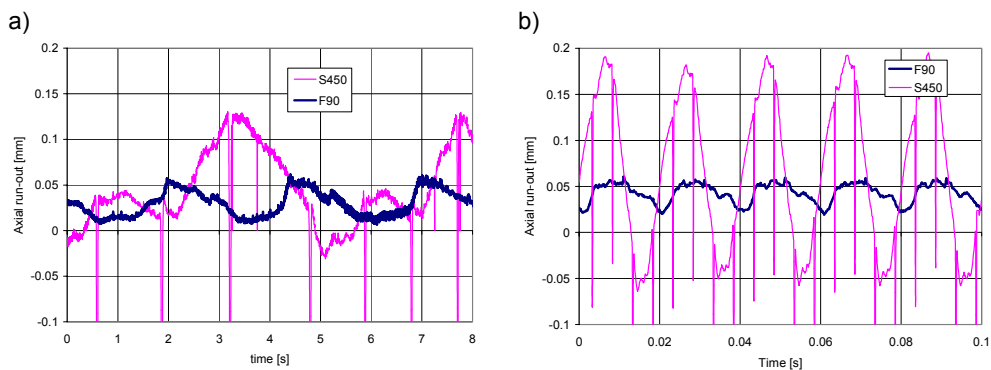 a)
0.2
0.15
0.1
0.05
0
-0.05
-0.1
Axial run-out [mm]
S450
F90
0 1 2 3 4 5 6 7 8
time [s]
b)
0.2
0.15
0.1
0.05
0
-0.05
-0.1
Axial run-out [mm]
F90
S450
0 0.02 0.04 0.06 0.08 0.1
Time [s]